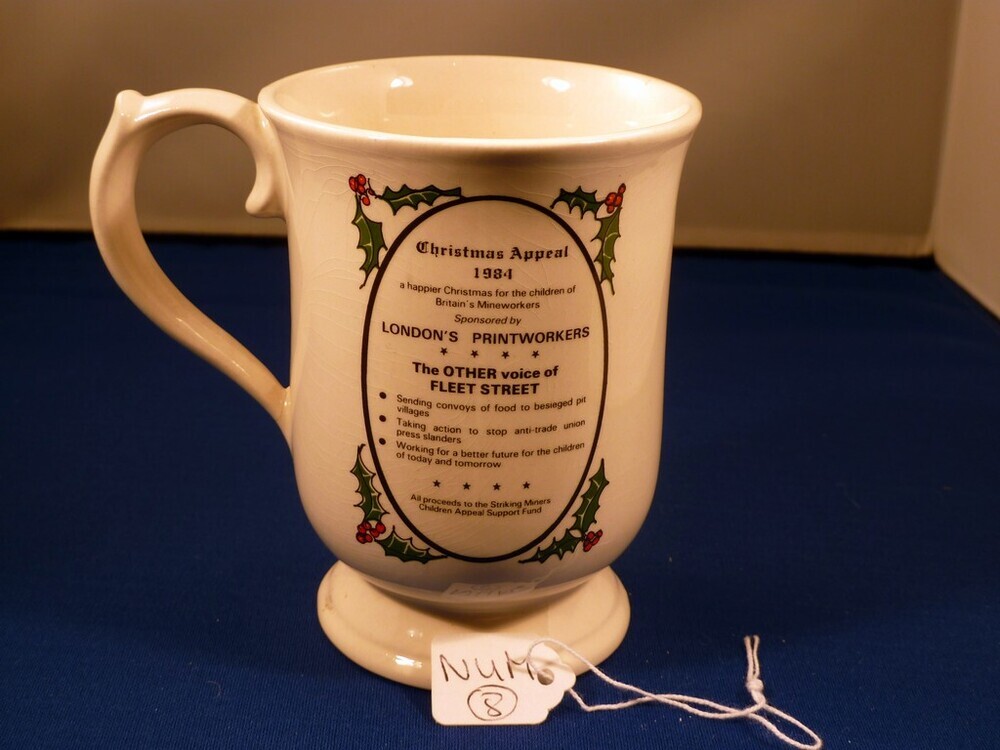 Christmas Appeal
1984
a happier Christmas for the children of
Britain's Mineworkers
Sponsored by
LONDON'S PRINTWORKERS
★ ★ ★ ★
The OTHER voice of
FLEET STREET
● Sending convoys of food to besieged pit
villages
● Taking action to stop anti-trade union
press slanders
● Working for a better future for the children
of today and tomorrow
★ ★ ★ ★
All proceeds to the Striking Miners
Children Appeal Support Fund
NUM
8